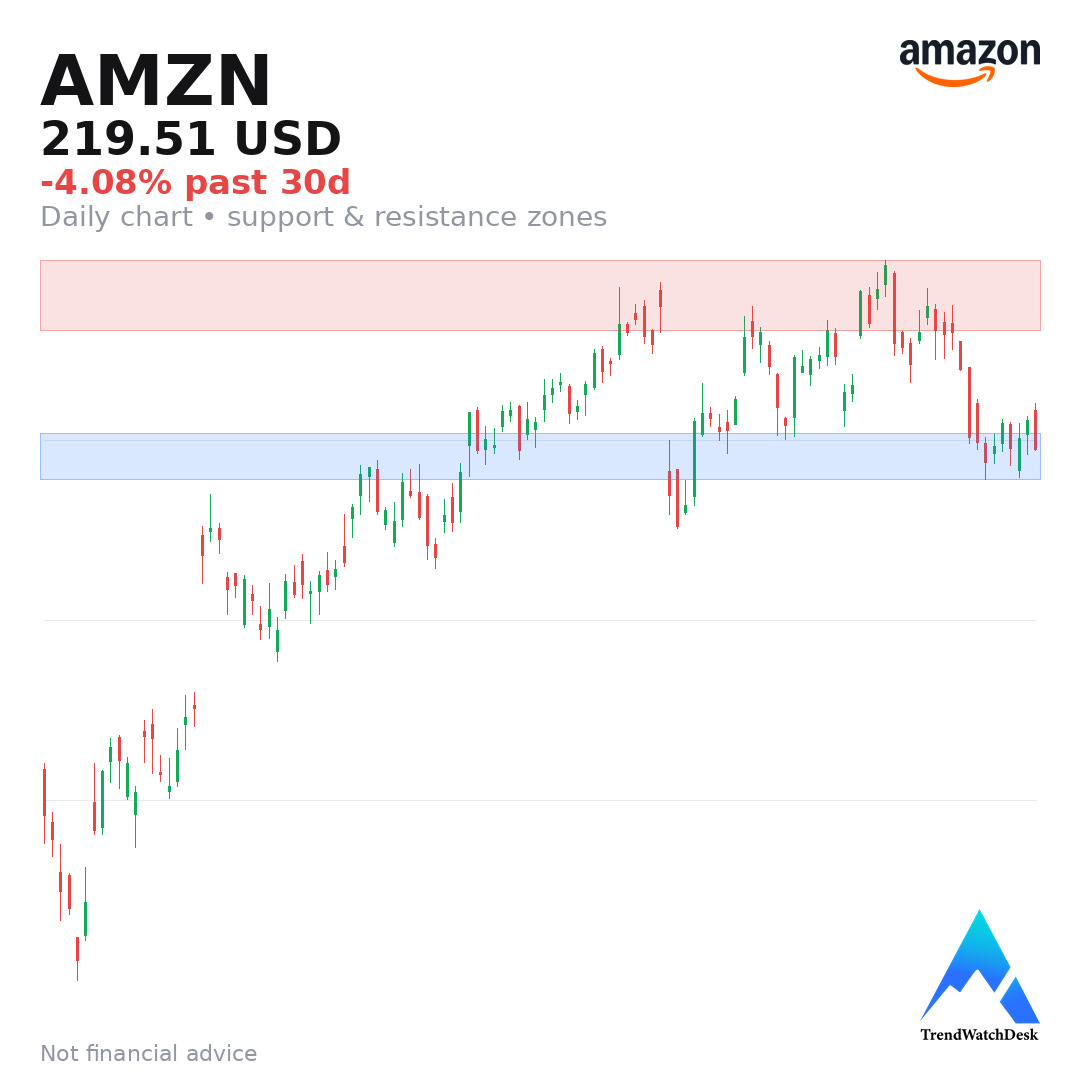 AMZN
amazon
219.51 USD
-4.08% past 30d
Daily chart • support & resistance zones
TrendWatchDesk
Not financial advice